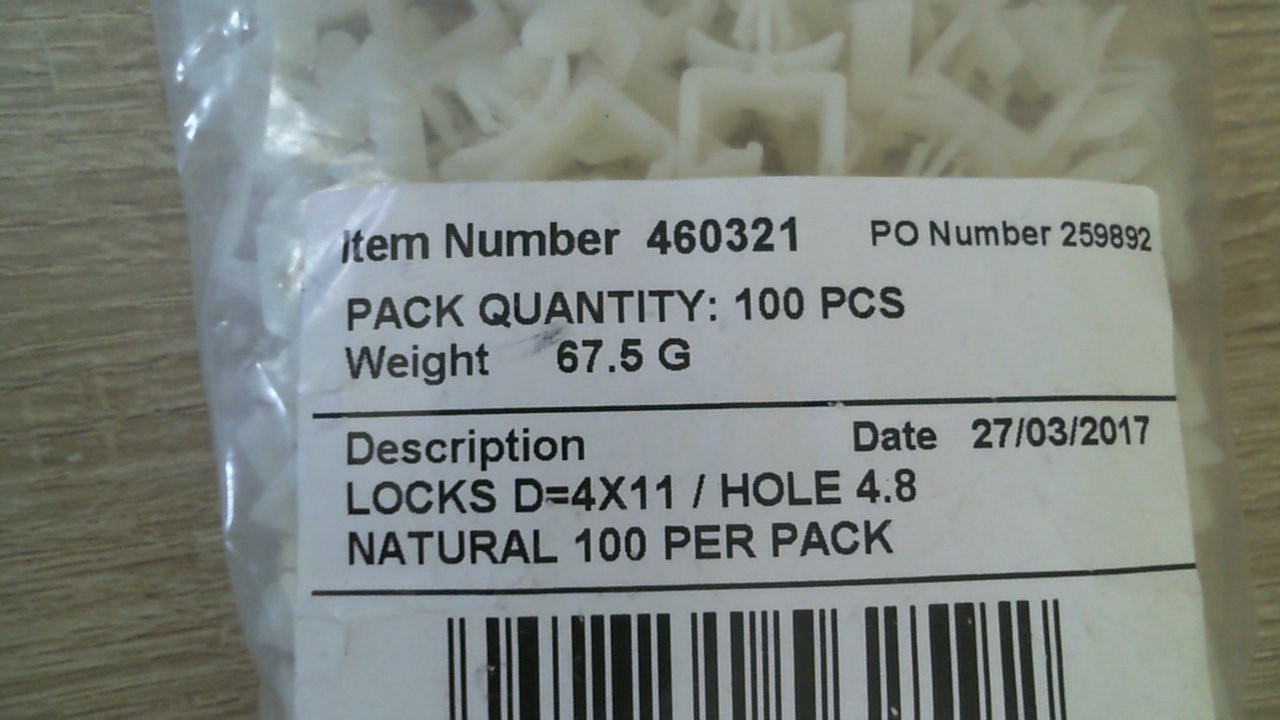 Item Number 460321 PO Number 259892
PACK QUANTITY: 100 PCS
Weight 67.5 G
Description Date 27/03/2017
LOCKS D=4X11 / HOLE 4.8
NATURAL 100 PER PACK